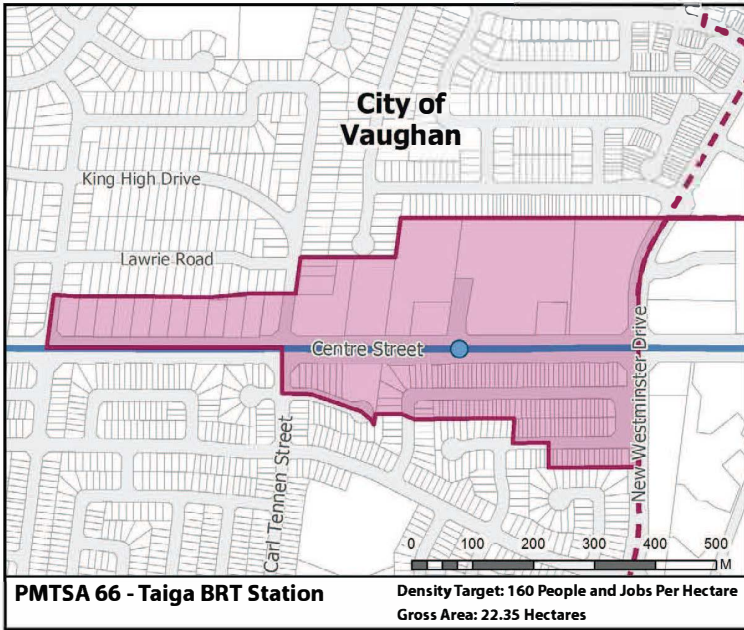 City of
Vaughan
King High Drive
Lawrie Road
Centre Street
New Westminster Drive
Carl Tennen Street
0 100 200 300 400 500
M
PMTSA 66 - Taiga BRT Station
Density Target: 160 People and Jobs Per Hectare
Gross Area: 22.35 Hectares